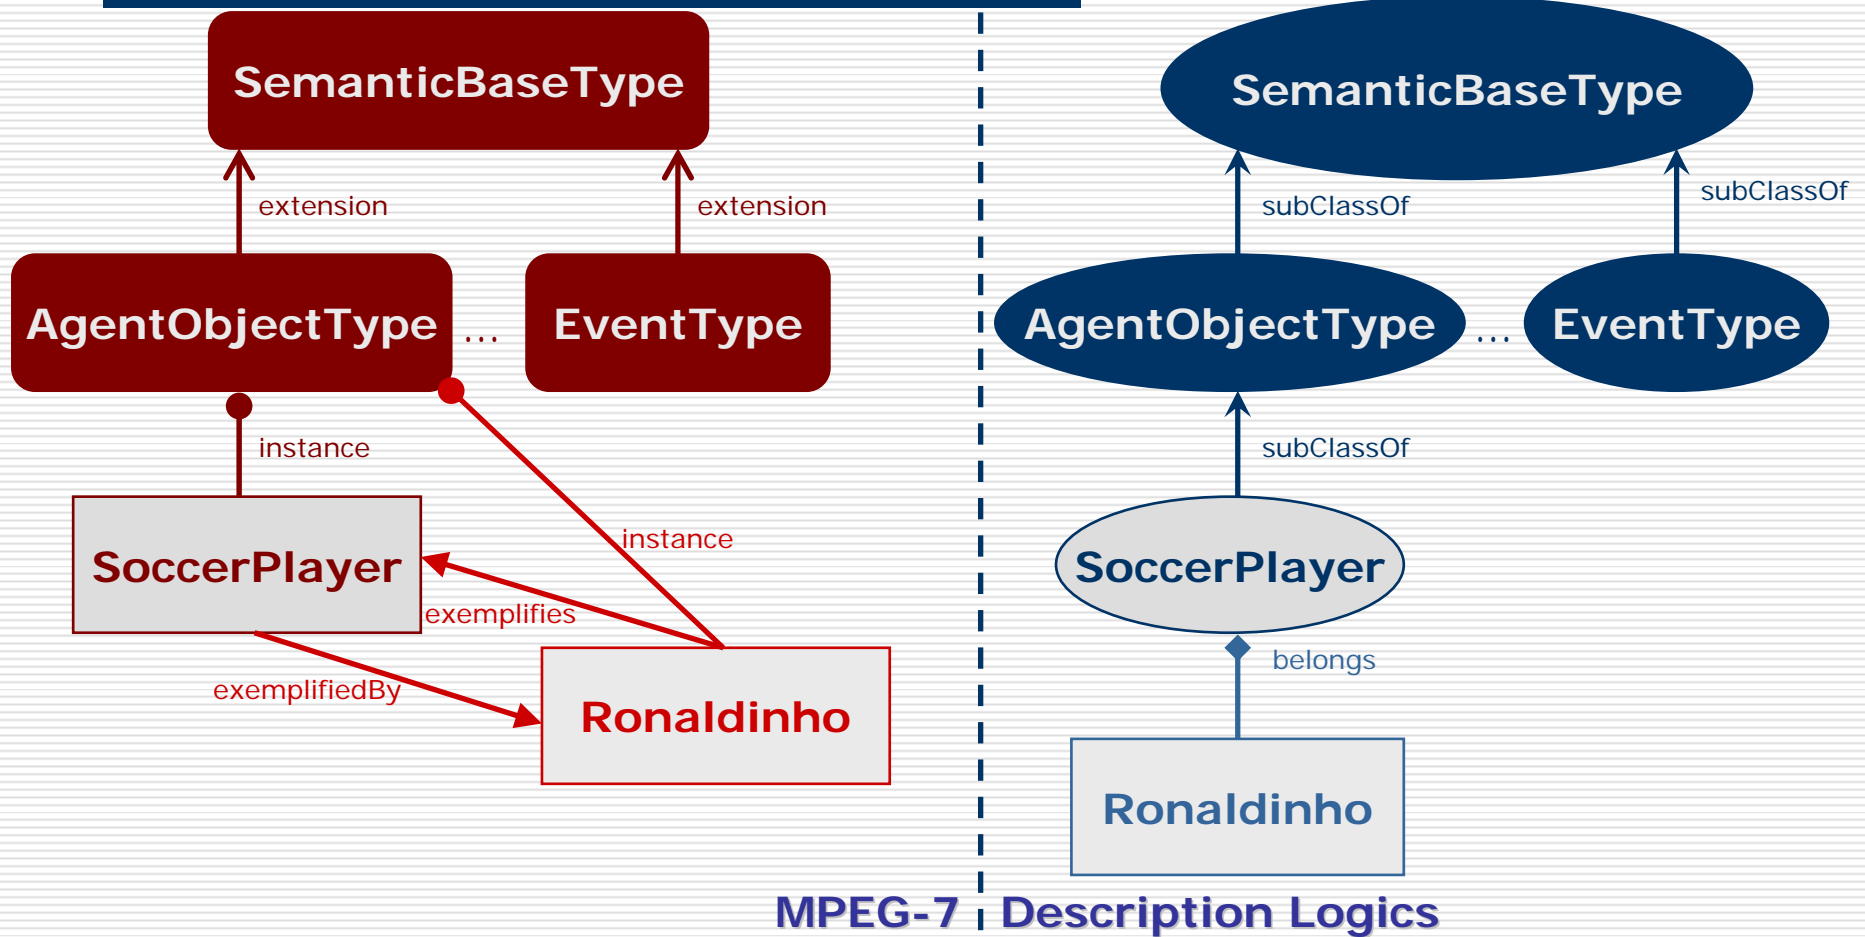 SemanticBaseType
extension
extension
AgentObjectType
...
EventType
instance
SoccerPlayer
instance
exemplifies
exemplifiedBy
Ronaldinho
MPEG-7
SemanticBaseType
subClassOf
subClassOf
AgentObjectType
...
EventType
subClassOf
SoccerPlayer
belongs
Ronaldinho
Description Logics